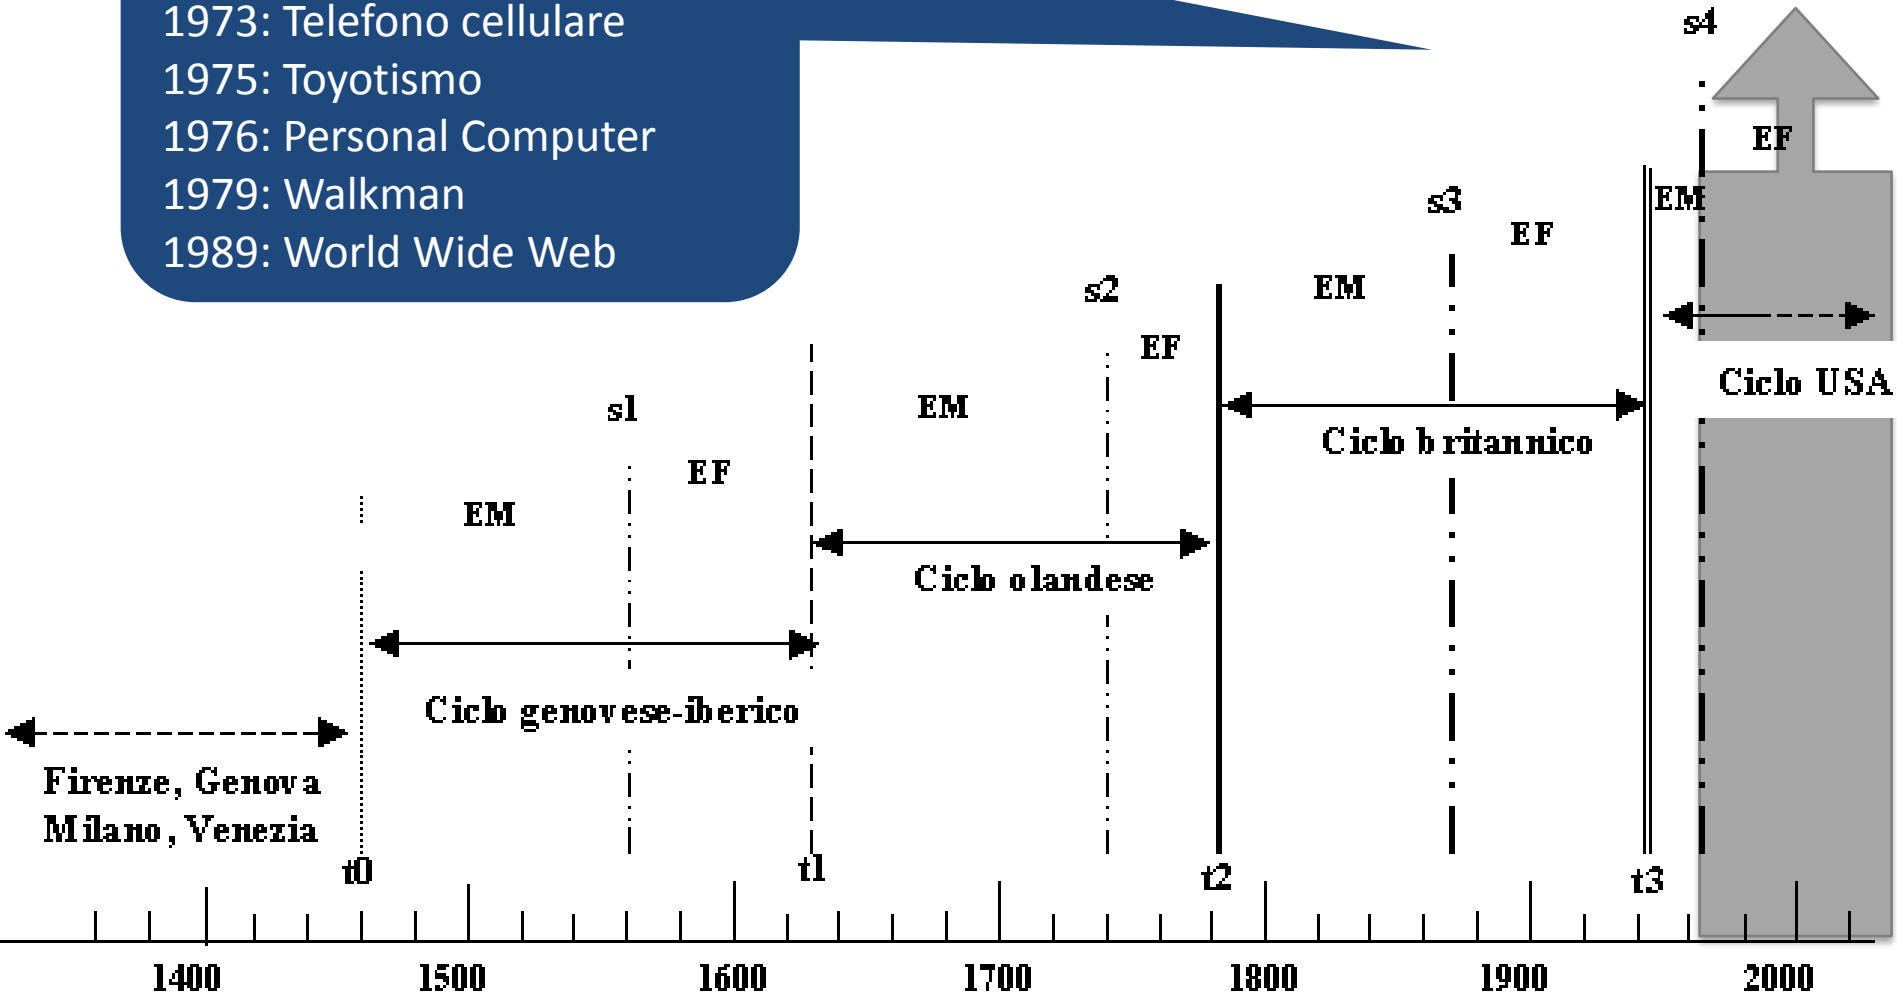 1973: Telefono cellulare
1975: Toyotismo
1976: Personal Computer
1979: Walkman
1989: World Wide Web
s4
EF
EM
s3
EF
EM
s2
EF
Ciclo USA
s1
EM
Ciclo britannico
EF
EM
Ciclo olandese
Ciclo genovese-iberico
Firenze, Genova
Milano, Venezia
t0
t1
t2
t3
1400
1500
1600
1700
1800
1900
2000